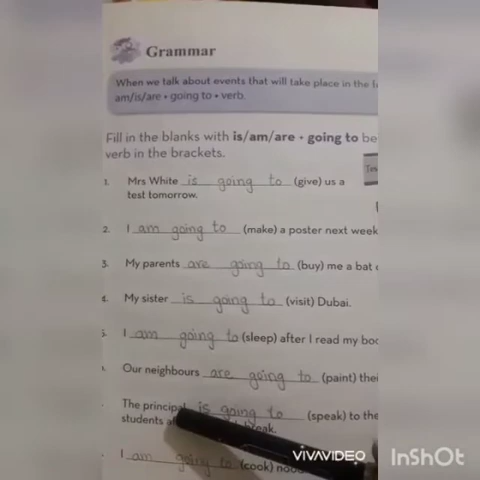 Grammar
When we talk about events that will take place in the
am/is/are + going to + verb.
Fill in the blanks with is/am/are + going to be
verb in the brackets.
1. Mrs White is going to (give) us a
test tomorrow.
2. I am going to (make) a poster next week
3. My parents are going to (buy) me a bat
4. My sister is going to (visit) Dubai.
5. I am going to (sleep) after I read my
Our neighbours are going to (paint)
The principal is going to (speak) to the
students
I am going to (cook)
VIVAVIDEO
InShOt